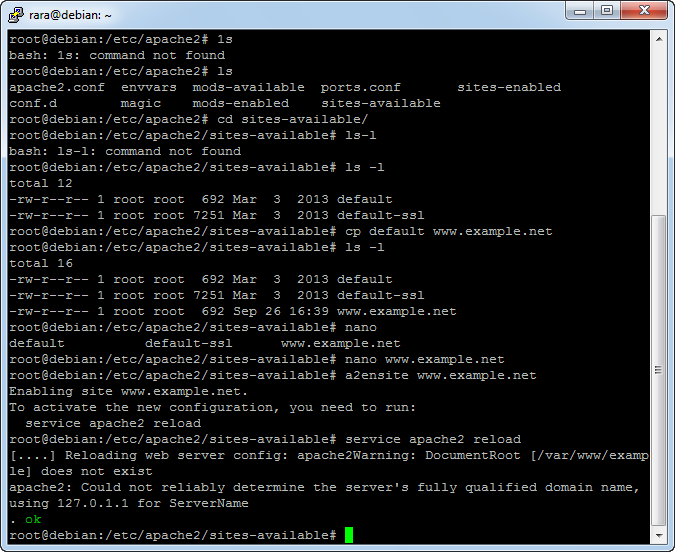 rara@debian: ~
root@debian:/etc/apache2# 1s
bash: 1s: command not found
root@debian:/etc/apache2# ls
apache2.conf  envvars  mods-available  ports.conf       sites-enabled
conf.d        magic    mods-enabled    sites-available
root@debian:/etc/apache2# cd sites-available/
root@debian:/etc/apache2/sites-available# ls-l
bash: ls-l: command not found
root@debian:/etc/apache2/sites-available# ls -l
total 12
-rw-r--r-- 1 root root  692 Mar  3  2013 default
-rw-r--r-- 1 root root 7251 Mar  3  2013 default-ssl
root@debian:/etc/apache2/sites-available# cp default www.example.net
root@debian:/etc/apache2/sites-available# ls -l
total 16
-rw-r--r-- 1 root root  692 Mar  3  2013 default
-rw-r--r-- 1 root root 7251 Mar  3  2013 default-ssl
-rw-r--r-- 1 root root  692 Sep 26 16:39 www.example.net
root@debian:/etc/apache2/sites-available# nano
default          default-ssl      www.example.net
root@debian:/etc/apache2/sites-available# nano www.example.net
root@debian:/etc/apache2/sites-available# a2ensite www.example.net
Enabling site www.example.net.
To activate the new configuration, you need to run:
  service apache2 reload
root@debian:/etc/apache2/sites-available# service apache2 reload
[....] Reloading web server config: apache2Warning: DocumentRoot [/var/www/examp
le] does not exist
apache2: Could not reliably determine the server's fully qualified domain name,
using 127.0.1.1 for ServerName
. ok
root@debian:/etc/apache2/sites-available#